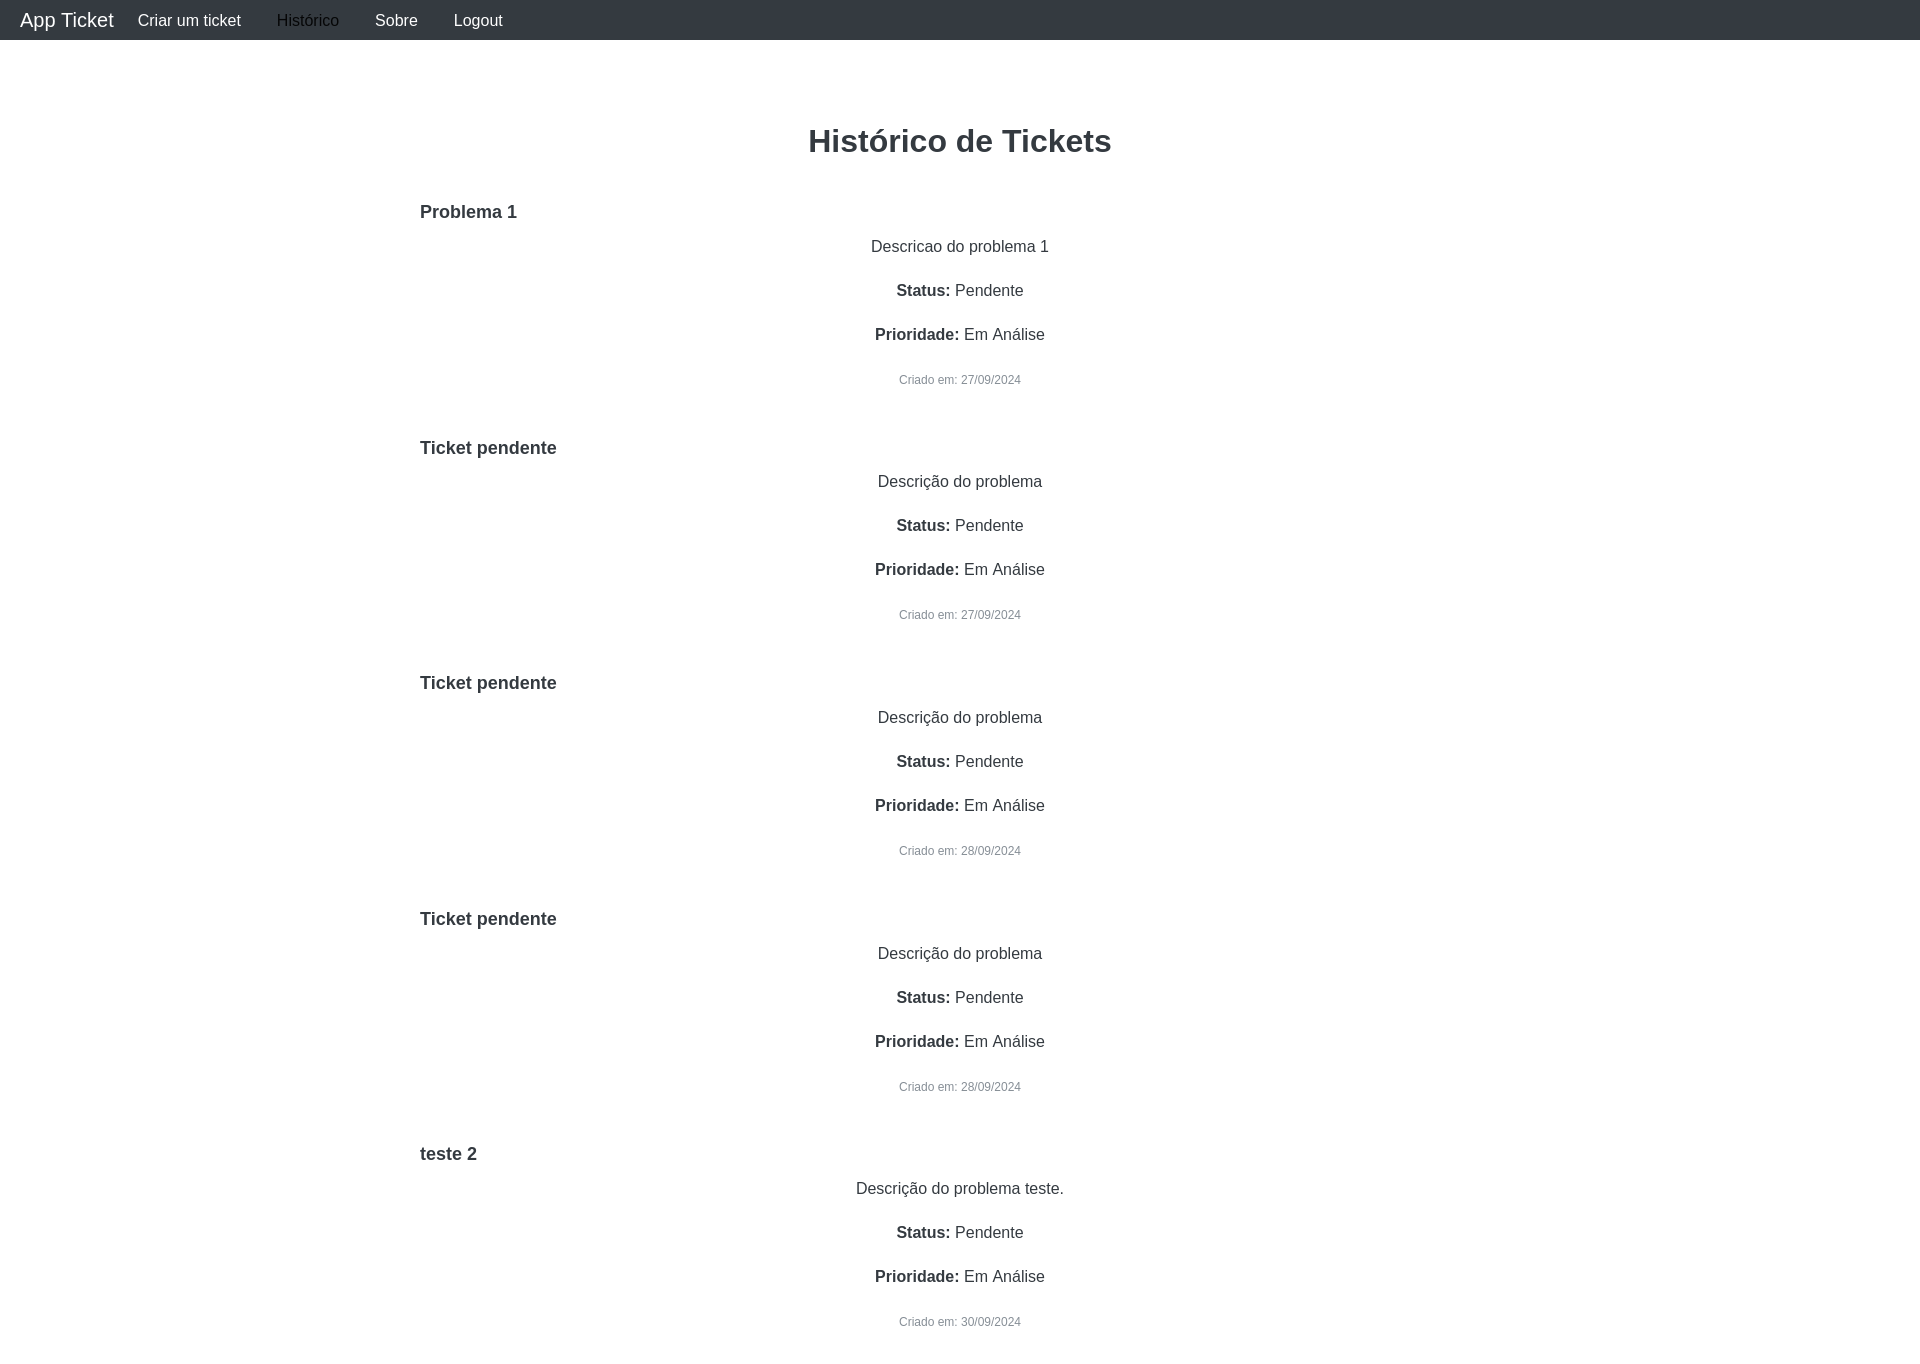 App Ticket Criar um ticket Histórico Sobre Logout
Histórico de Tickets
Problema 1
Descricao do problema 1
Status: Pendente
Prioridade: Em Análise
Criado em: 27/09/2024
Ticket pendente
Descrição do problema
Status: Pendente
Prioridade: Em Análise
Criado em: 27/09/2024
Ticket pendente
Descrição do problema
Status: Pendente
Prioridade: Em Análise
Criado em: 28/09/2024
Ticket pendente
Descrição do problema
Status: Pendente
Prioridade: Em Análise
Criado em: 28/09/2024
teste 2
Descrição do problema teste.
Status: Pendente
Prioridade: Em Análise
Criado em: 30/09/2024